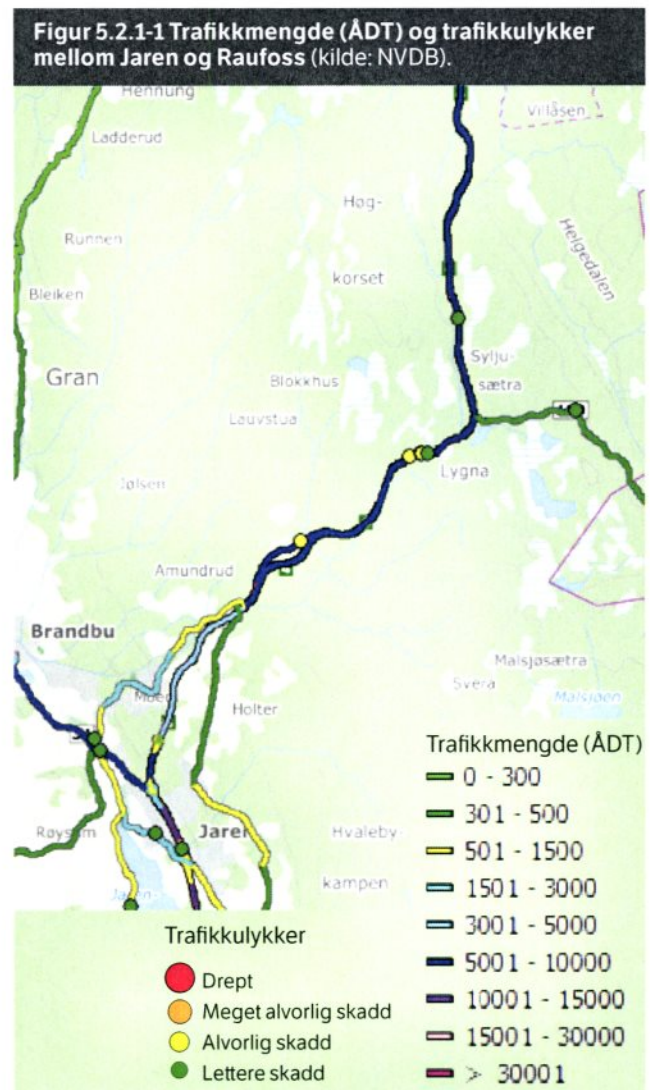 Figur 5.2.1-1 Trafikkmengde (ÅDT) og trafikkulykker
mellom Jaren og Raufoss (kilde: NVDB).
Hennung
Villåsen
Ladderud
Høg-
korset
Helgedalen
Runnen
Bleiken
Gran
Sylju-
sætra
Blokkhus
Lauvstua
Lygna
Jølsen
Amundrud
Brandbu
Malsjøsætra
Svera
Malsjøen
Moen
Holter
Røysum
Jaren
Hvaleby-
kampen
Jaren-
Trafikkmengde (ÅDT)
0 - 300
301 - 500
501 - 1500
1501 - 3000
3001 - 5000
5001 - 10000
10001 - 15000
15001 - 30000
> 30001
Trafikkulykker
Drept
Meget alvorlig skadd
Alvorlig skadd
Lettere skadd